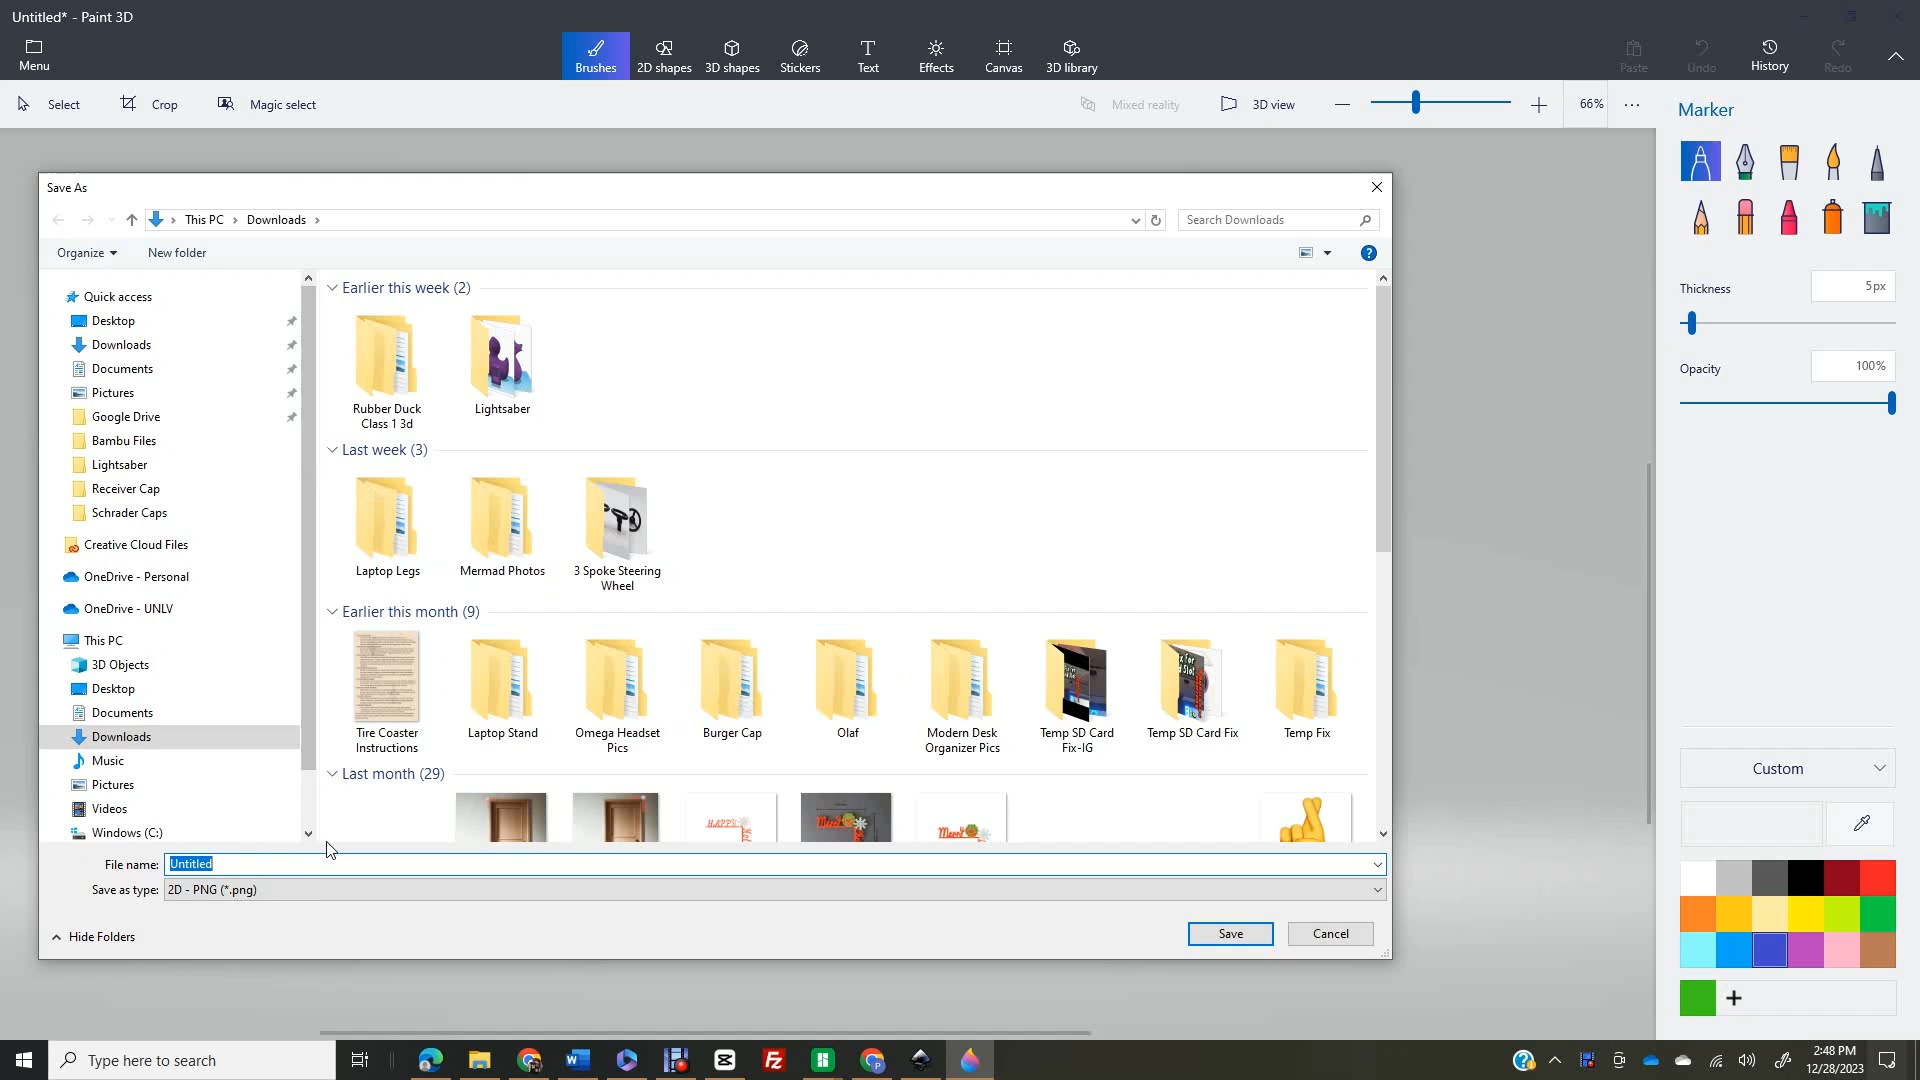 Untitled* - Paint 3D
Menu
Brushes
2D shapes
3D shapes
Stickers
Text
Effects
Canvas
3D library
Paste
Undo
History
Redo
Select
Crop
Magic select
Mixed reality
3D view
66%
Marker
Thickness
5px
Opacity
100%
Custom
Save As
This PC
Downloads
Search Downloads
Organize
New folder
Quick access
Desktop
Downloads
Documents
Pictures
Google Drive
Bambu Files
Lightsaber
Receiver Cap
Schrader Caps
Creative Cloud Files
OneDrive - Personal
OneDrive - UNLV
This PC
3D Objects
Desktop
Documents
Downloads
Music
Pictures
Videos
Windows (C:)
Earlier this week (2)
Rubber Duck
Class 1 3d
Lightsaber
Last week (3)
Laptop Legs
Mermad Photos
3 Spoke Steering
Wheel
Earlier this month (9)
Tire Coaster
Instructions
Laptop Stand
Omega Headset
Pics
Burger Cap
Olaf
Modern Desk
Organizer Pics
Temp SD Card
Fix-IG
Temp SD Card Fix
Temp Fix
Last month (29)
HAPPY
File name:
Untitled
Save as type:
2D - PNG (*.png)
Hide Folders
Save
Cancel
Type here to search
2:48 PM
12/28/2023